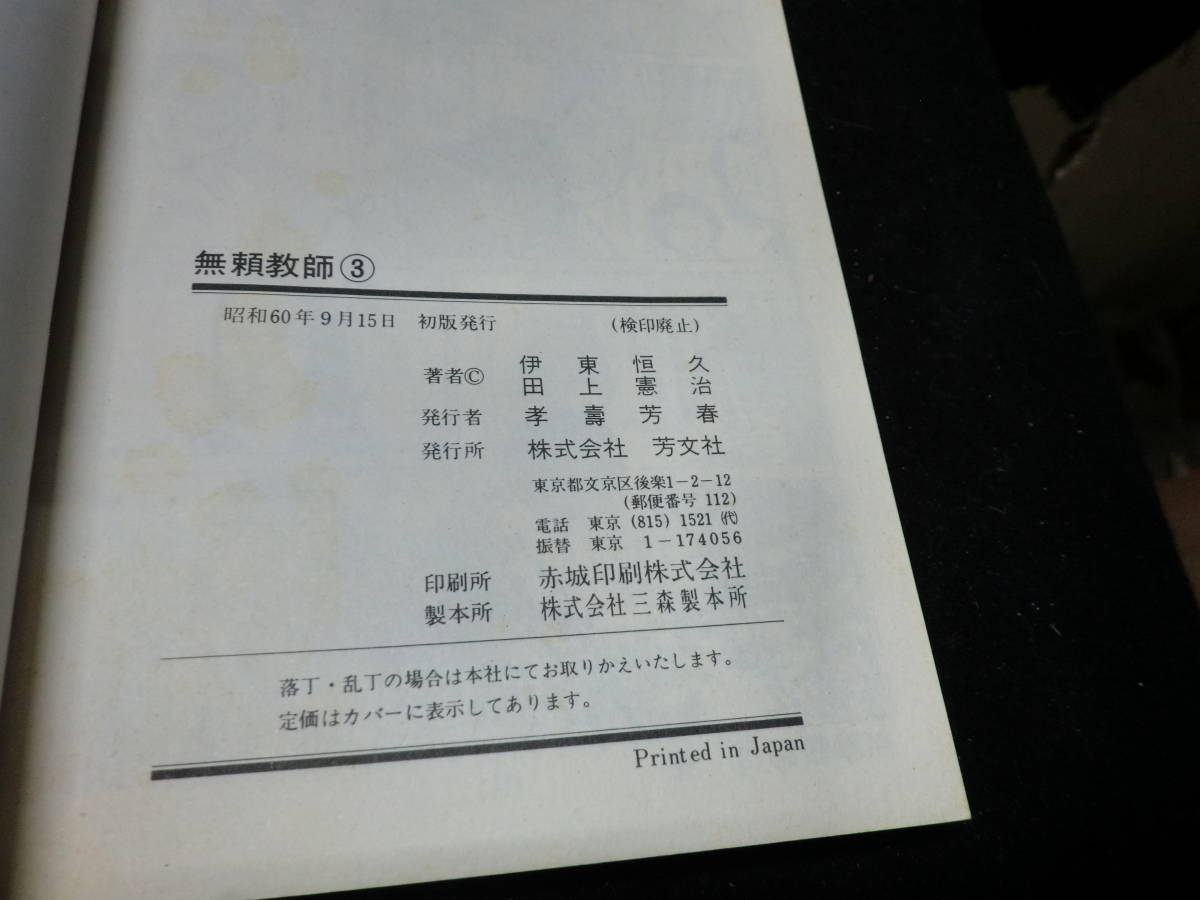 無頼教師③
昭和60年9月15日 初版発行 (検印廃止)
著者© 伊東恒久
田上憲治
発行者 孝壽芳春
発行所 株式会社 芳文社
東京都文京区後楽1-2-12
(郵便番号 112)
電話 東京 (815) 1521 (代)
振替 東京 1-174056
印刷所 赤城印刷株式会社
製本所 株式会社三森製本所
落丁・乱丁の場合は本社にてお取りかえいたします。
定価はカバーに表示してあります。
Printed in Japan